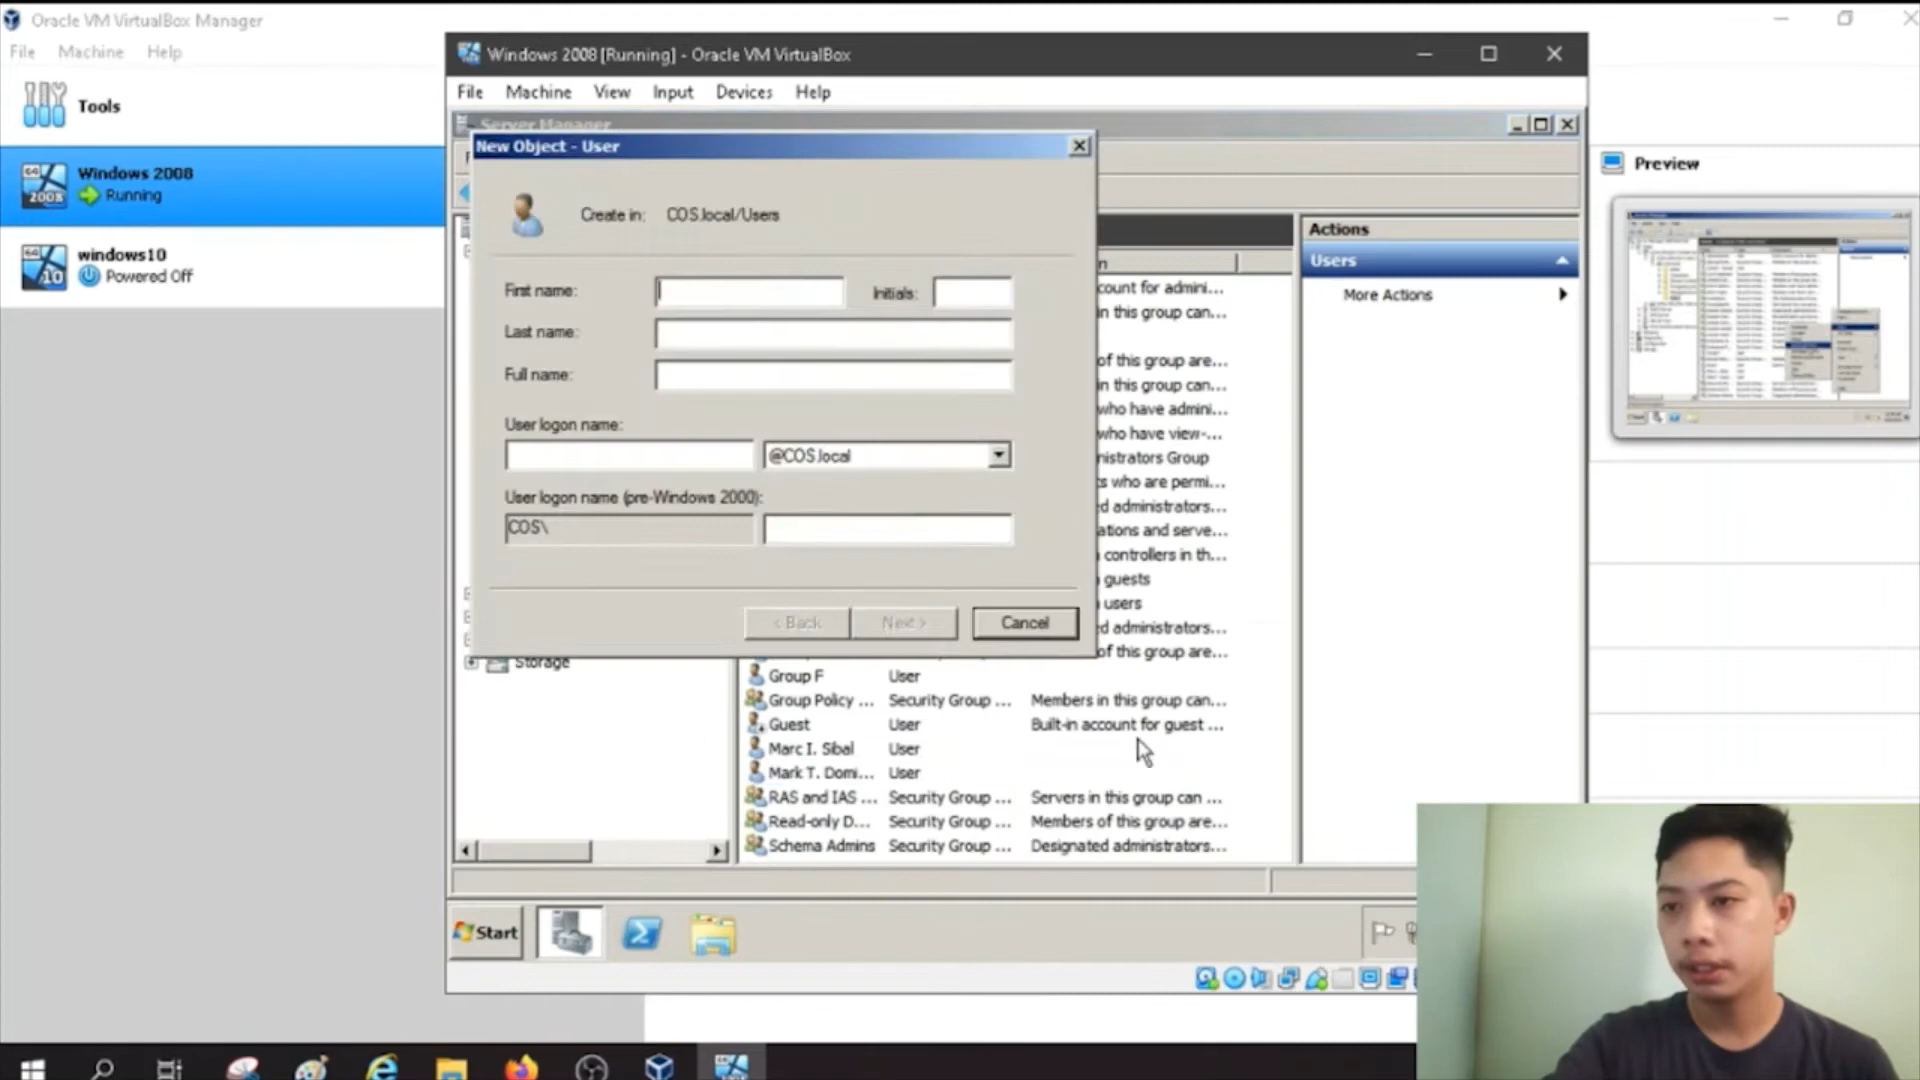 Oracle VM VirtualBox Manager
File Machine Help
Tools
Windows 2008
Running
windows10
Powered Off
Windows 2008 [Running] - Oracle VM VirtualBox
File Machine View Input Devices Help
Server Manager
New Object - User
Create in: COS.local/Users
First name:
Initials:
Last name:
Full name:
User logon name:
@COS.local
User logon name (pre-Windows 2000):
COS\
< Back
Next >
Cancel
count for admini...
in this group can...
of this group are...
in this group can...
who have admini...
who have view-...
nistrators Group
ts who are permi...
ed administrators...
ations and serve...
controllers in th...
guests
users
ed administrators...
of this group are...
Storage
Group F User
Group Policy ... Security Group ... Members in this group can...
Guest User Built-in account for guest ...
Marc I. Sibal User
Mark T. Domi... User
RAS and IAS ... Security Group ... Servers in this group can ...
Read-only D... Security Group ... Members of this group are...
Schema Admins Security Group ... Designated administrators...
Actions
Users
More Actions
Preview
Start